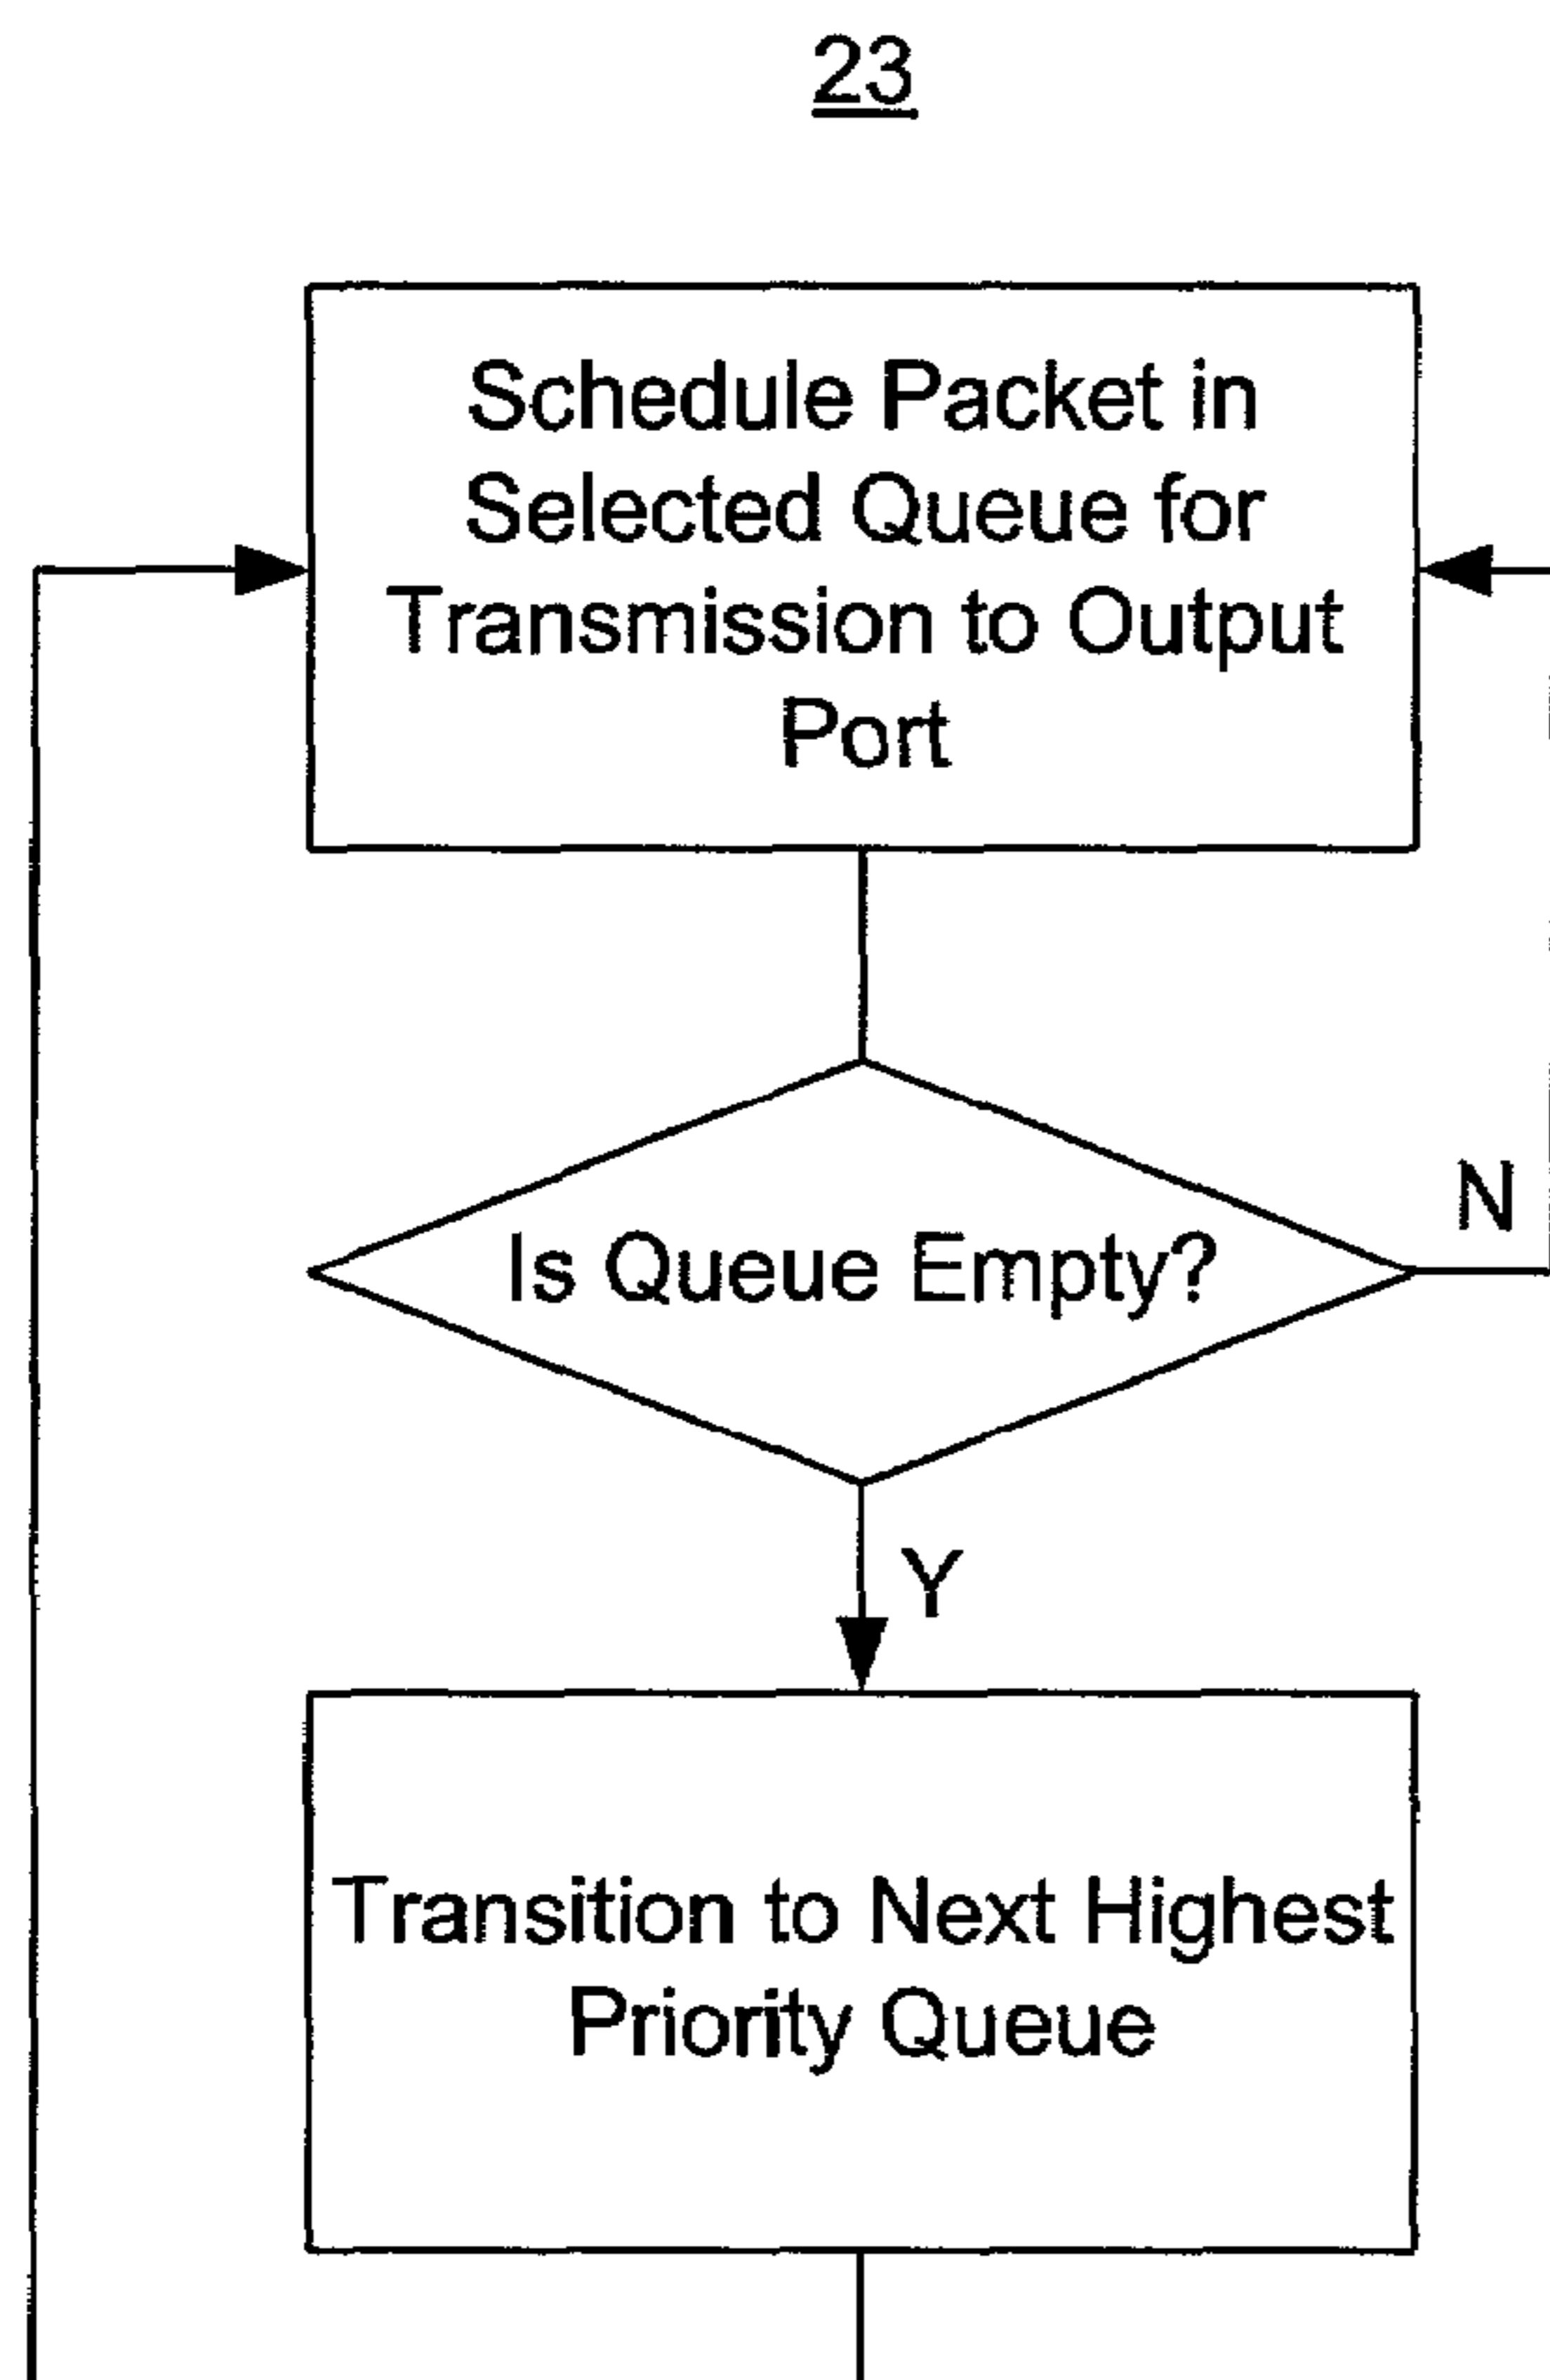 23
Schedule Packet in
Selected Queue for
Transmission to Output
Port
N
Is Queue Empty?
Y
Transition to Next Highest
Priority Queue